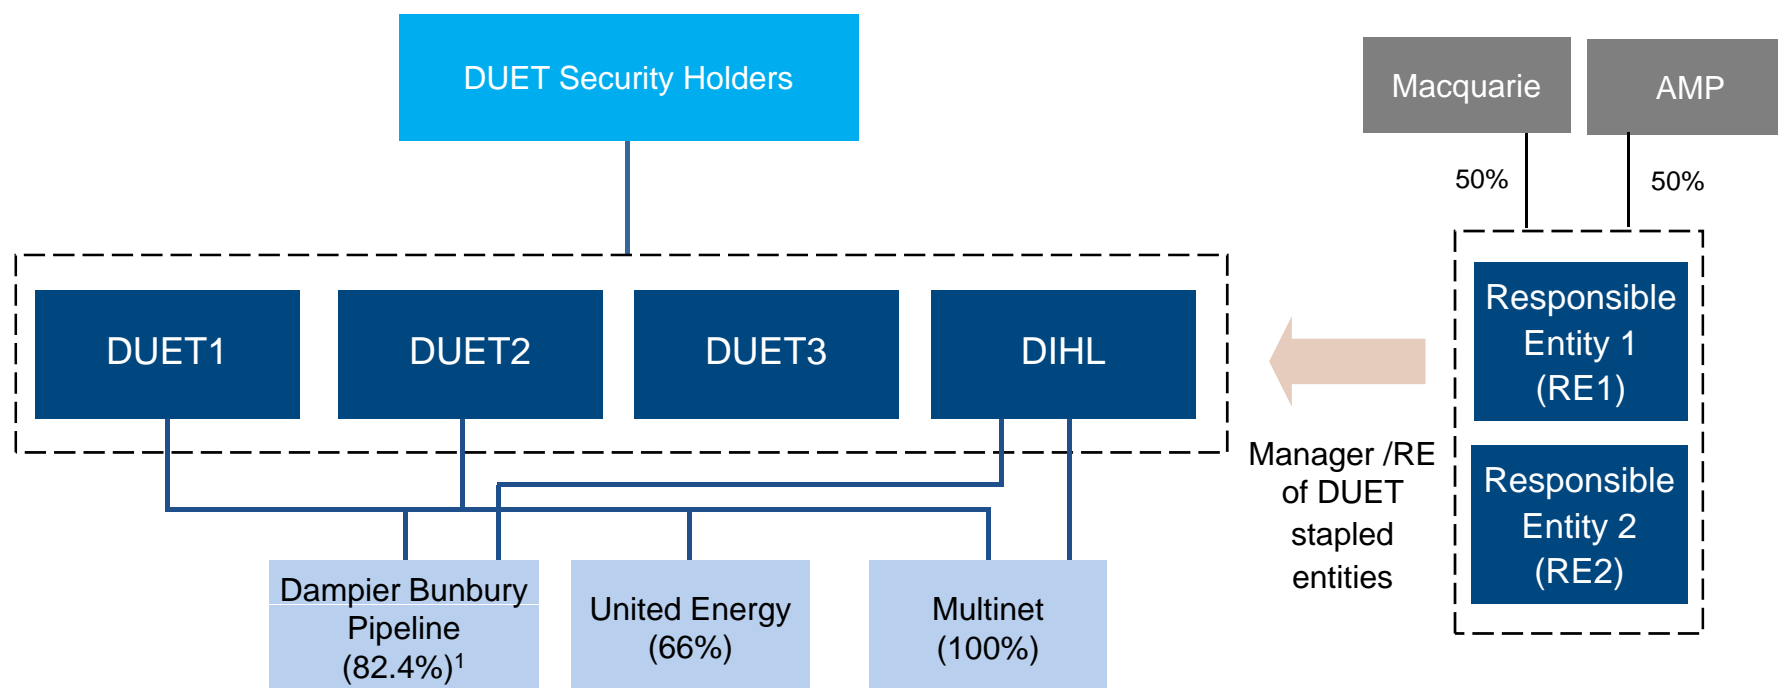 DUET Security Holders
Macquarie
AMP
50%
50%
DUET1
DUET2
DUET3
DIHL
Responsible
Entity 1
(RE1)
Manager /RE
of DUET
stapled
entities
Responsible
Entity 2
(RE2)
Dampier Bunbury
Pipeline
(82.4%)¹
United Energy
(66%)
Multinet
(100%)